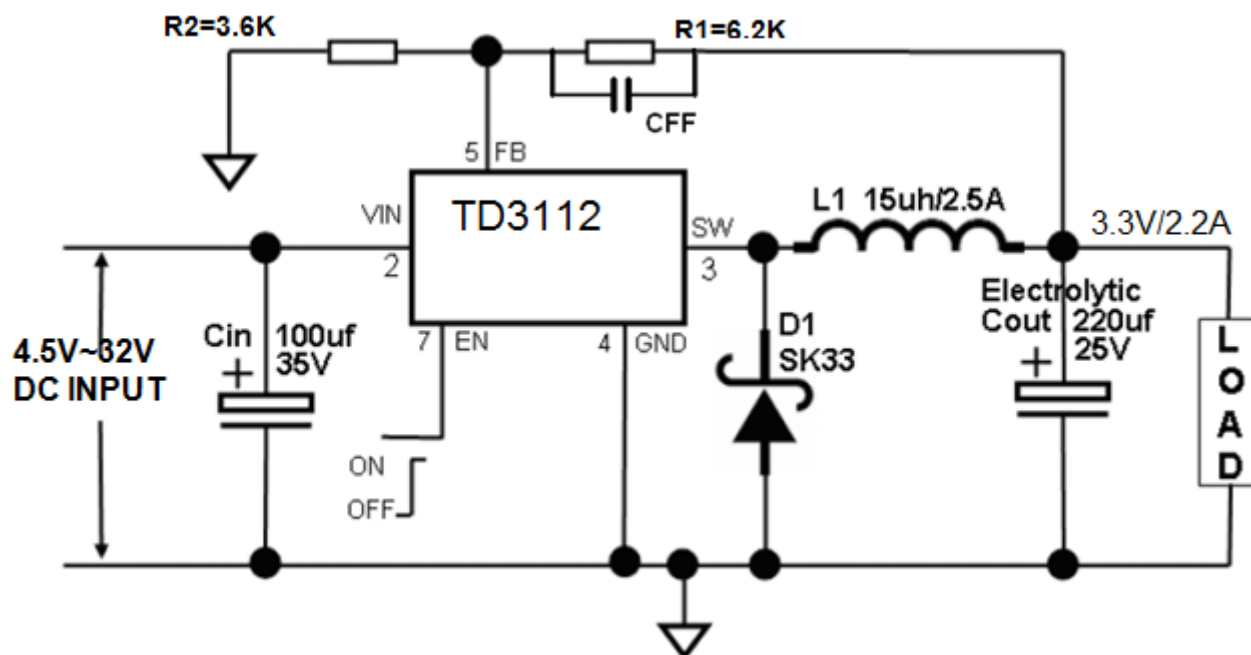 R2=3.6K
R1=6.2K
CFF
5 FB
TD3112
VIN
2
SW
3
L1 15uh/2.5A
3.3V/2.2A
7 EN
4 GND
4.5V~32V
DC INPUT
Cin 100uf
35V
+
D1
SK33
Electrolytic
Cout 220uf
25V
+
L
O
A
D
ON
OFF